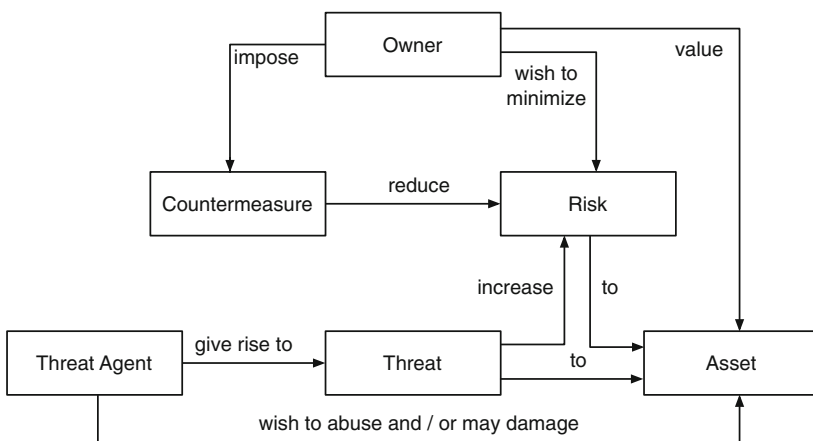 Owner
impose
value
wish to
minimize
Countermeasure
reduce
Risk
increase
to
Threat Agent
give rise to
Threat
to
Asset
wish to abuse and / or may damage